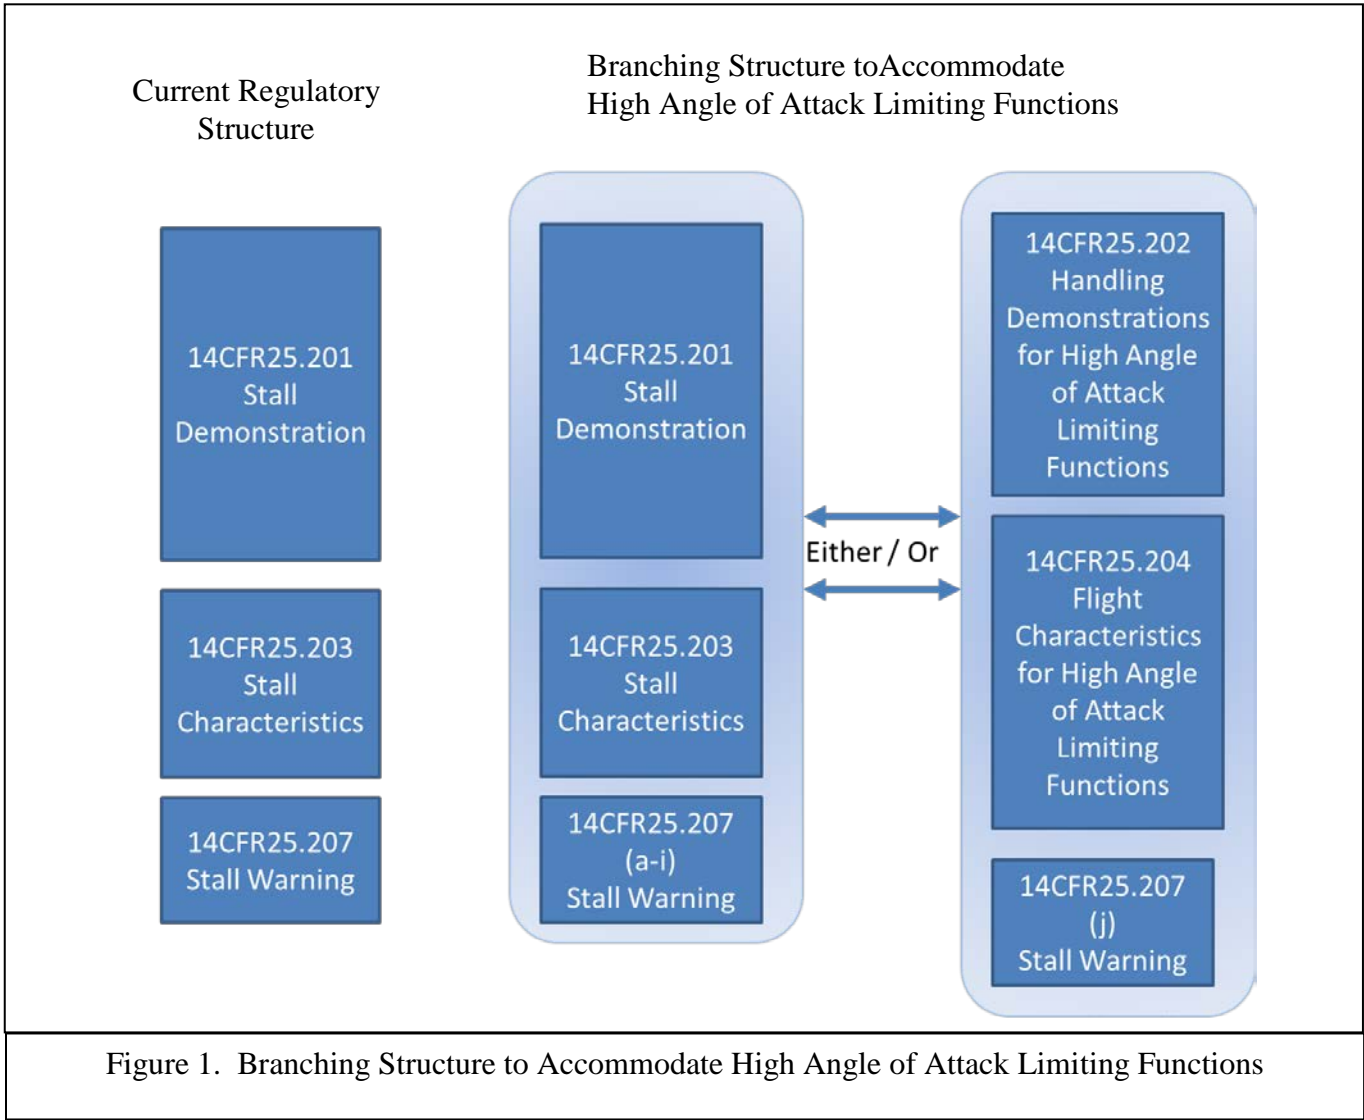 Current Regulatory
Structure
Branching Structure toAccommodate
High Angle of Attack Limiting Functions
14CFR25.201
Stall
Demonstration
14CFR25.203
Stall
Characteristics
14CFR25.207
Stall Warning
14CFR25.201
Stall
Demonstration
14CFR25.203
Stall
Characteristics
14CFR25.207
(a-i)
Stall Warning
Either / Or
14CFR25.202
Handling
Demonstrations
for High Angle
of Attack
Limiting
Functions
14CFR25.204
Flight
Characteristics
for High Angle
of Attack
Limiting
Functions
14CFR25.207
(j)
Stall Warning
Figure 1.  Branching Structure to Accommodate High Angle of Attack Limiting Functions